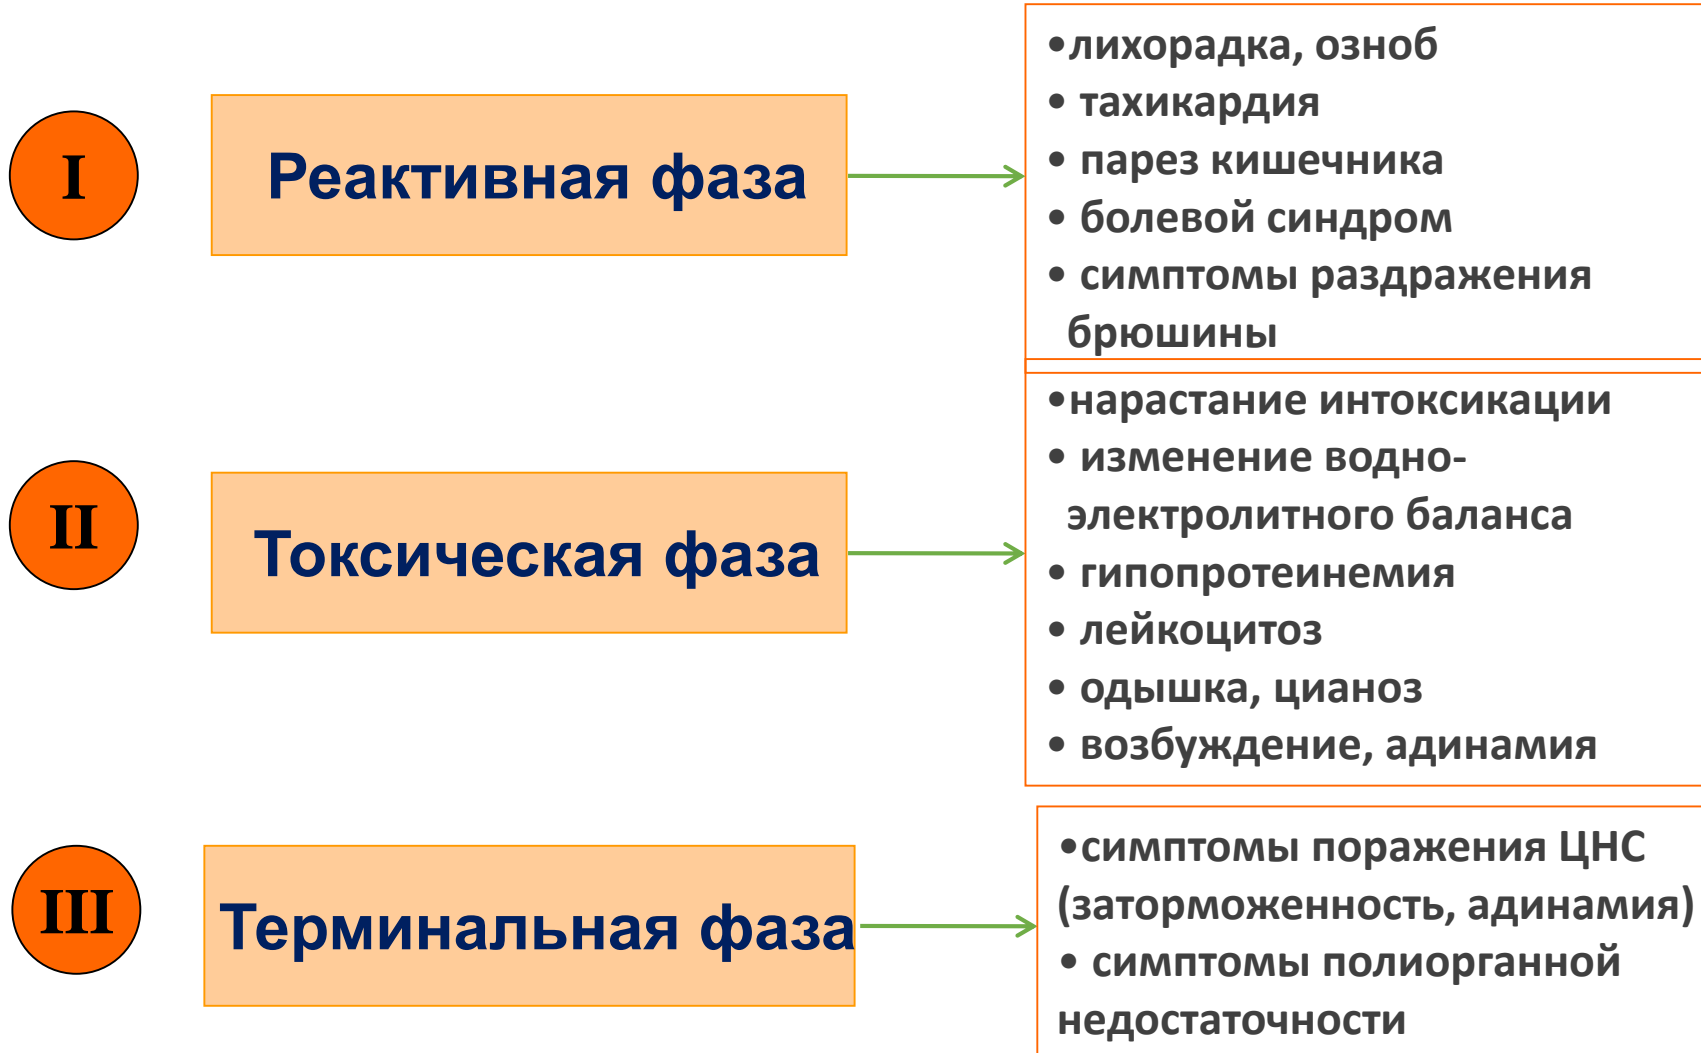 I
Реактивная фаза
•лихорадка, озноб
• тахикардия
• парез кишечника
• болевой синдром
• симптомы раздражения
брюшины
II
Токсическая фаза
•нарастание интоксикации
• изменение водно-
электролитного баланса
• гипопротеинемия
• лейкоцитоз
• одышка, цианоз
• возбуждение, адинамия
III
Терминальная фаза
•симптомы поражения ЦНС
(заторможенность, адинамия)
• симптомы полиорганной
недостаточности